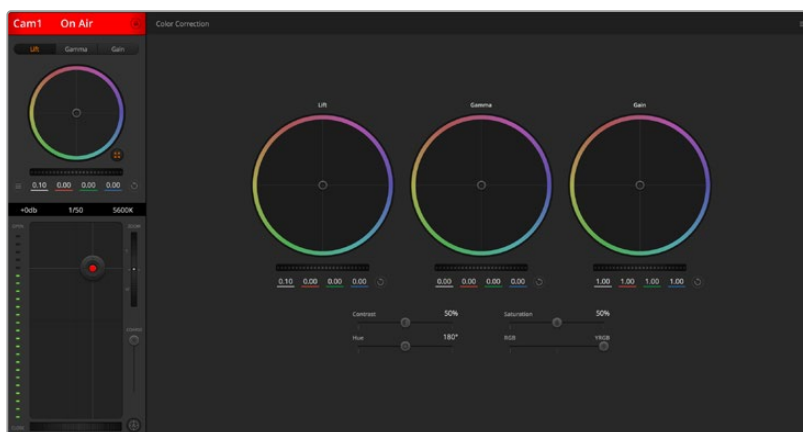 Cam1 On Air
Color Correction
Lift Gamma Gain
0.10 0.00 0.00 0.00
+0db 1/50 5600K
Lift Gamma Gain
0.10 0.00 0.00 0.00
0.00 0.00 0.00 0.00
1.00 1.00 1.00 1.00
Contrast 50%
Saturation 50%
Hue 180°
RGB YRGB